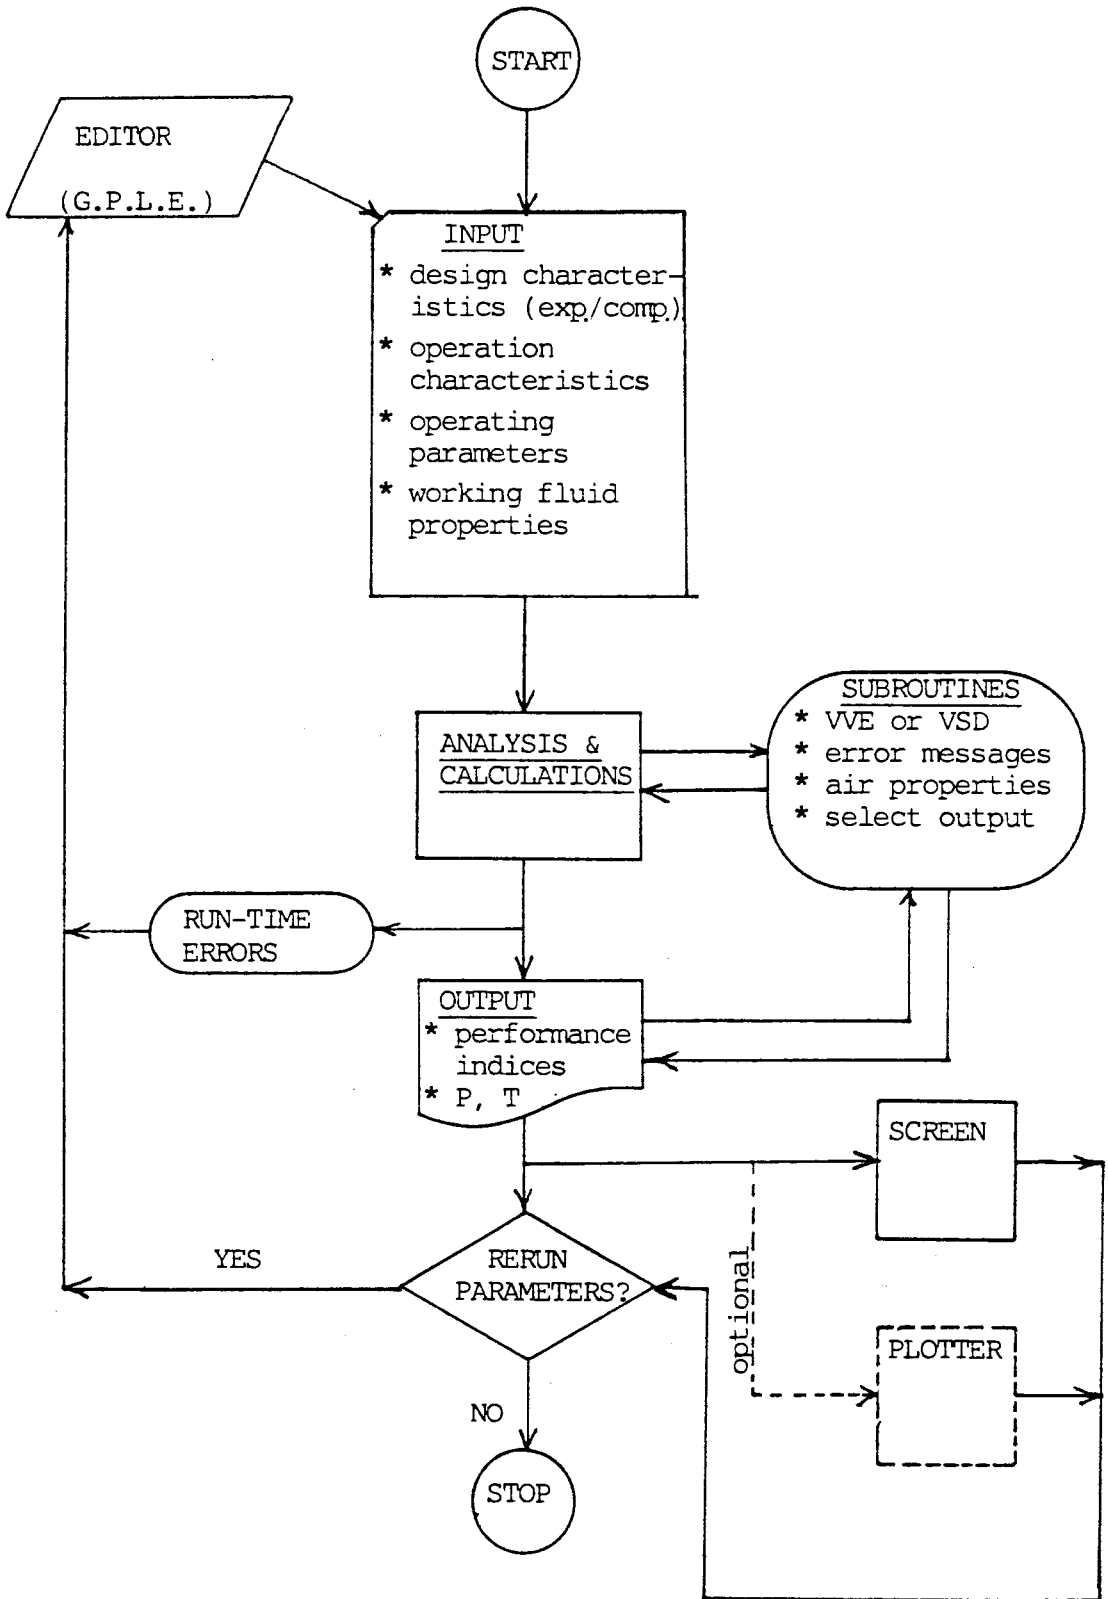 START
EDITOR
(G.P.L.E.)
INPUT
* design character-
istics (exp./comp.)
* operation
characteristics
* operating
parameters
* working fluid
properties
SUBROUTINES
* VVE or VSD
* error messages
* air properties
* select output
ANALYSIS &
CALCULATIONS
RUN-TIME
ERRORS
OUTPUT
* performance
indices
* P, T
SCREEN
YES
RERUN
PARAMETERS?
optional
PLOTTER
NO
STOP